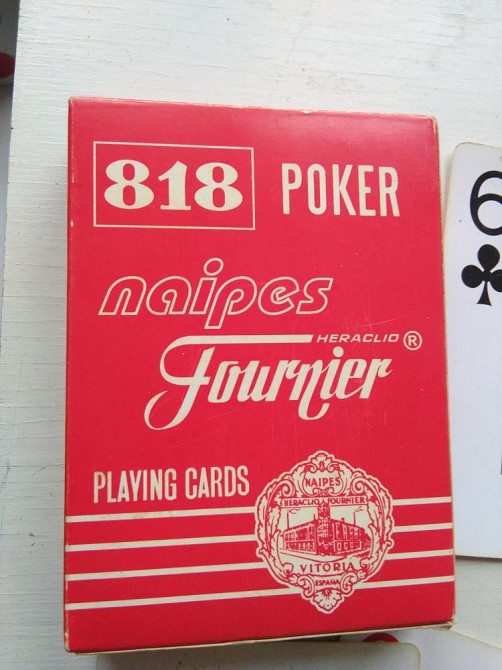 818 POKER
naipes
HERACLIO ®
Fournier
PLAYING CARDS
NAIPES
HERACLIO FOURNIER
VITORIA
ESPAÑA
6